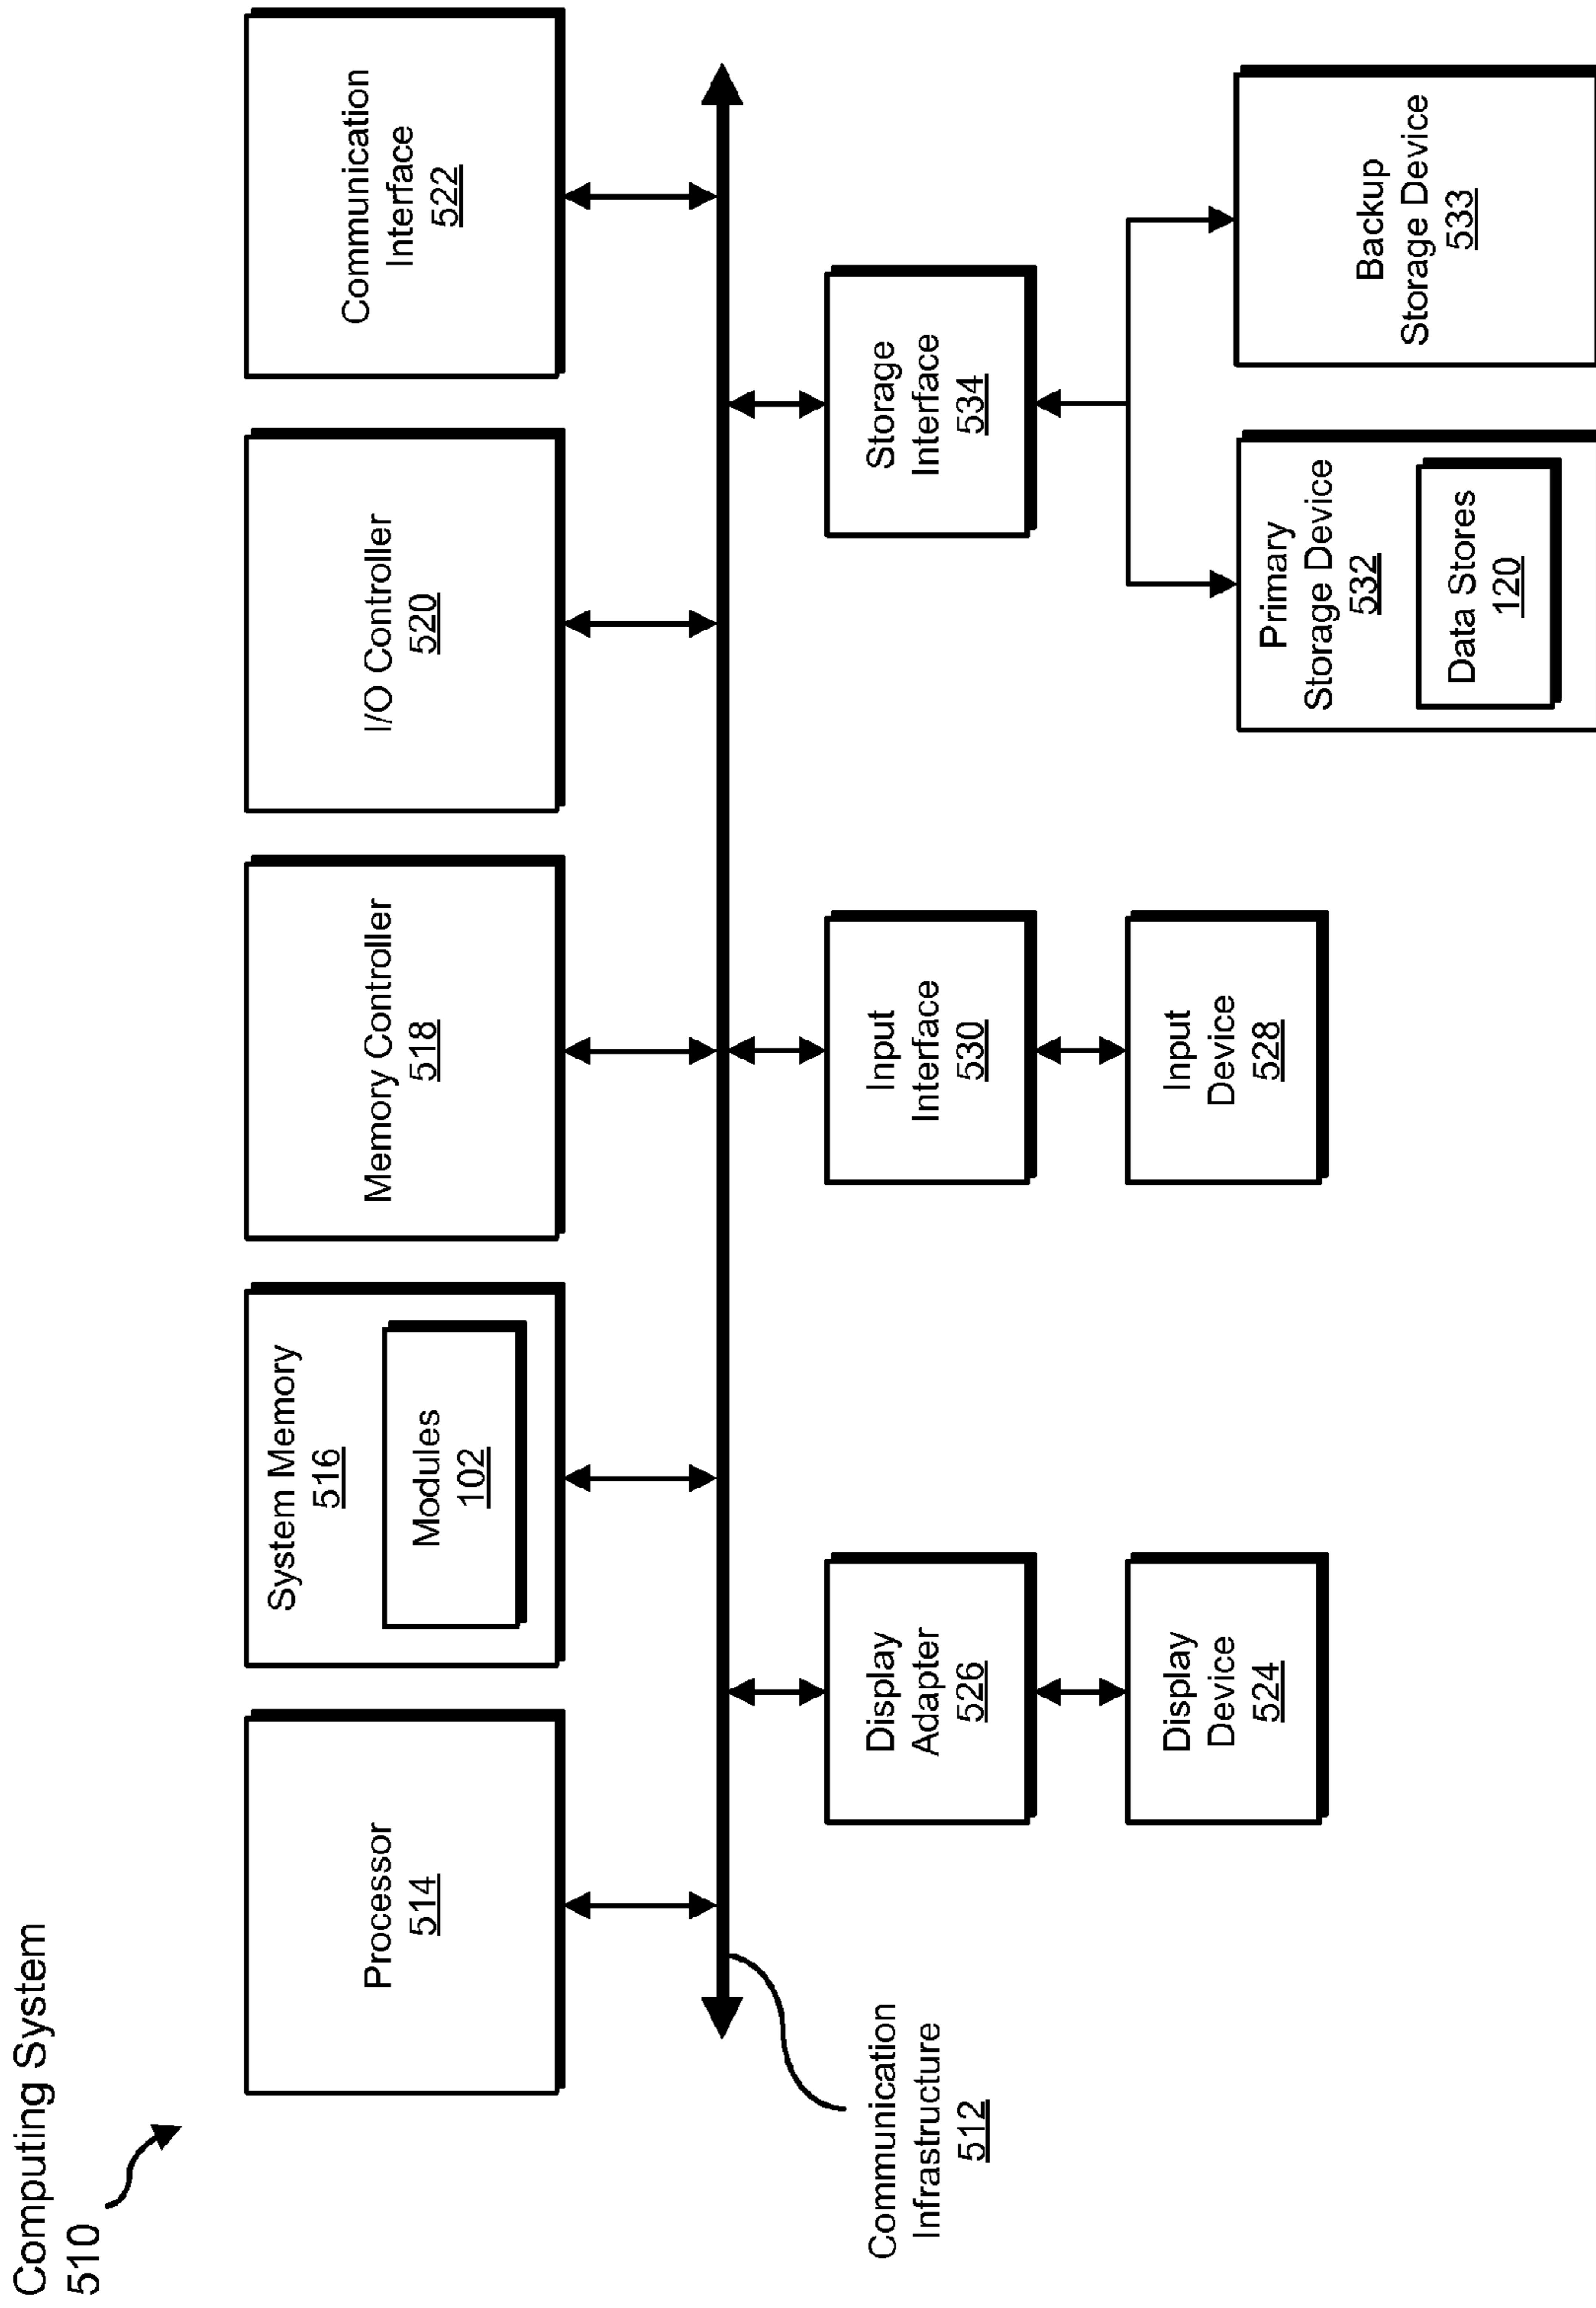 Computing System
510
Processor
514
System Memory
516
Modules
102
Memory Controller
518
I/O Controller
520
Communication
Interface
522
Communication
Infrastructure
512
Display
Adapter
526
Input
Interface
530
Storage
Interface
534
Display
Device
524
Input
Device
528
Primary
Storage Device
532
Data Stores
120
Backup
Storage Device
533